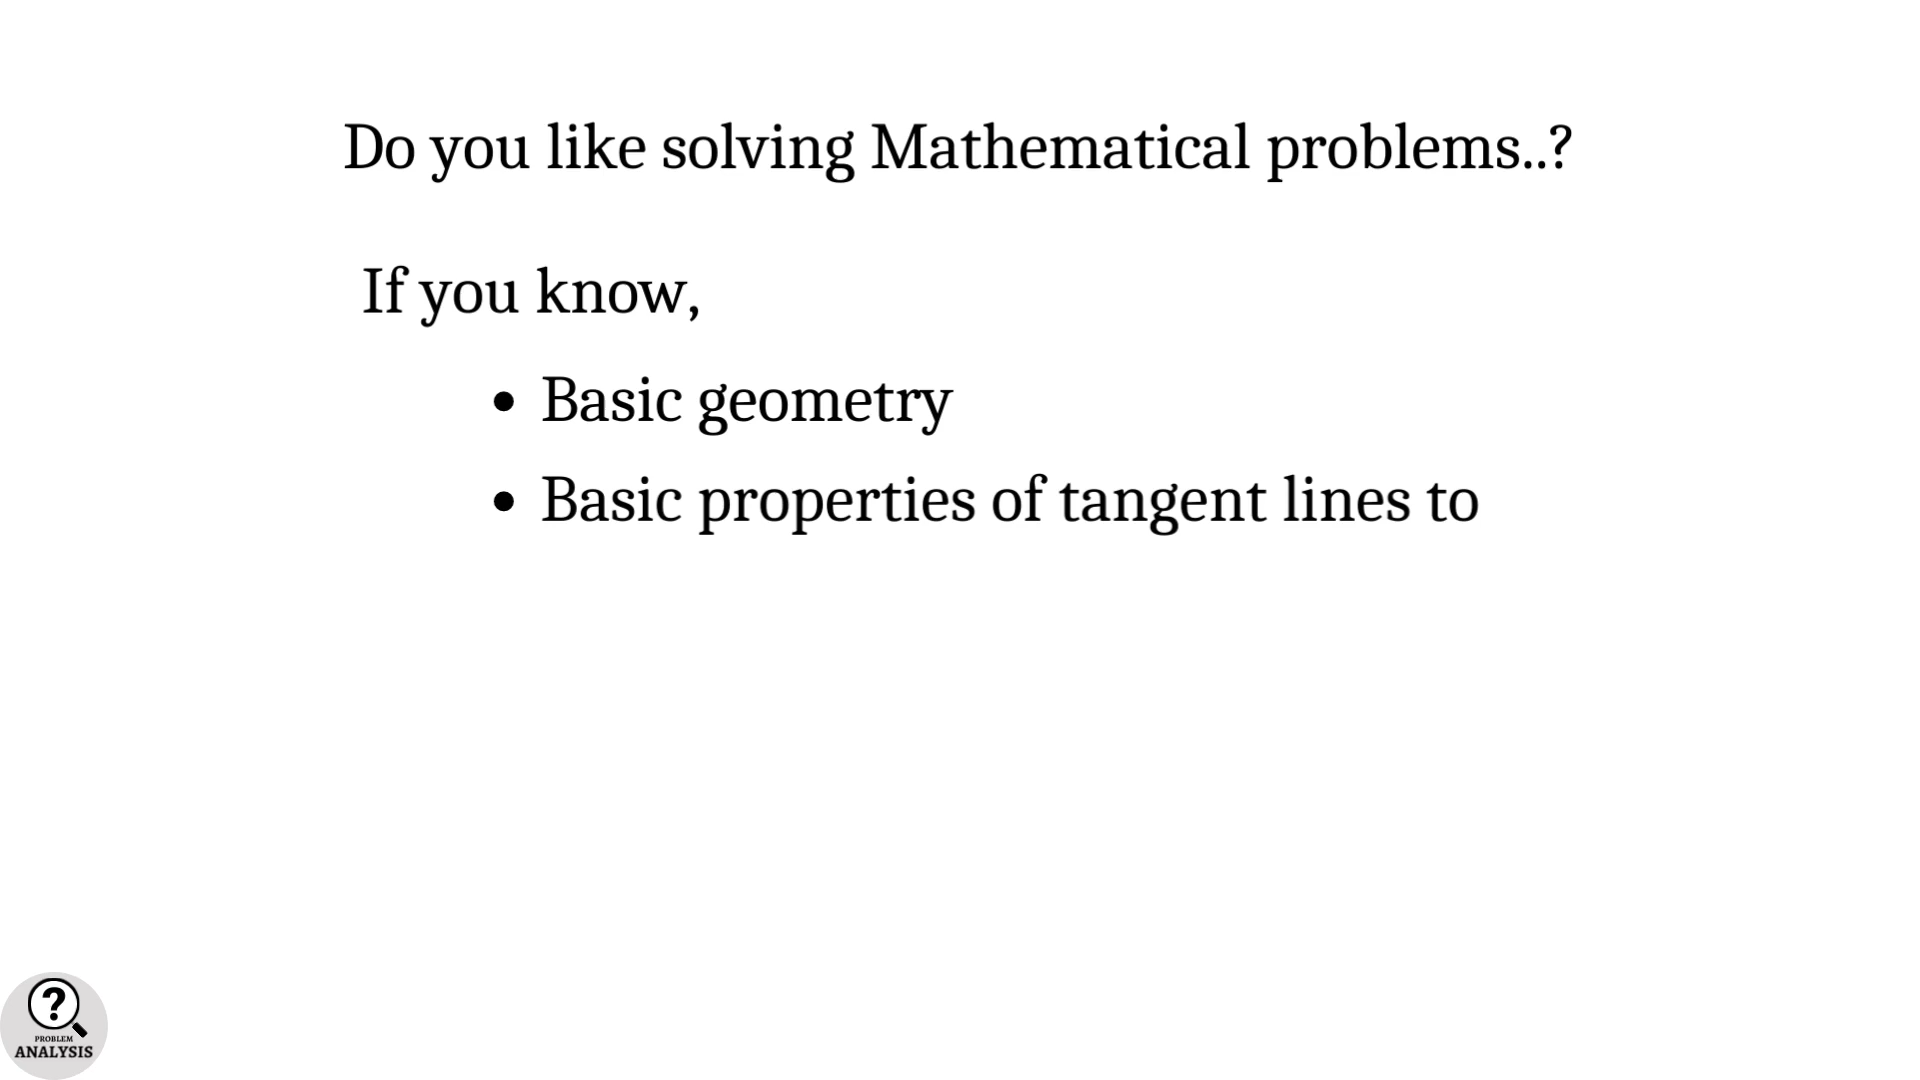 Do you like solving Mathematical problems..?
If you know,
• Basic geometry
• Basic properties of tangent lines to
?
PROBLEM
ANALYSIS